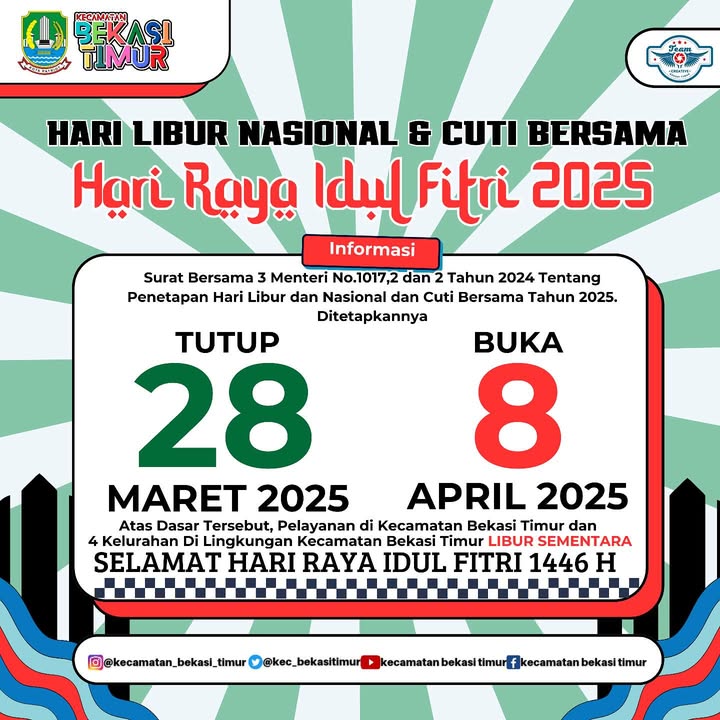 KECAMATAN
BEKASI
TIMUR
Team
CREATIVE
HARI LIBUR NASIONAL & CUTI BERSAMA
Hari Raya Idul Fitri 2025
Informasi
Surat Bersama 3 Menteri No.1017,2 dan 2 Tahun 2024 Tentang
Penetapan Hari Libur dan Nasional dan Cuti Bersama Tahun 2025.
Ditetapkannya
TUTUP
28
MARET 2025
BUKA
8
APRIL 2025
Atas Dasar Tersebut, Pelayanan di Kecamatan Bekasi Timur dan
4 Kelurahan Di Lingkungan Kecamatan Bekasi Timur LIBUR SEMENTARA
SELAMAT HARI RAYA IDUL FITRI 1446 H
@kecamatan_bekasi_timur @kec_bekasitimur kecamatan bekasi timur kecamatan bekasi timur